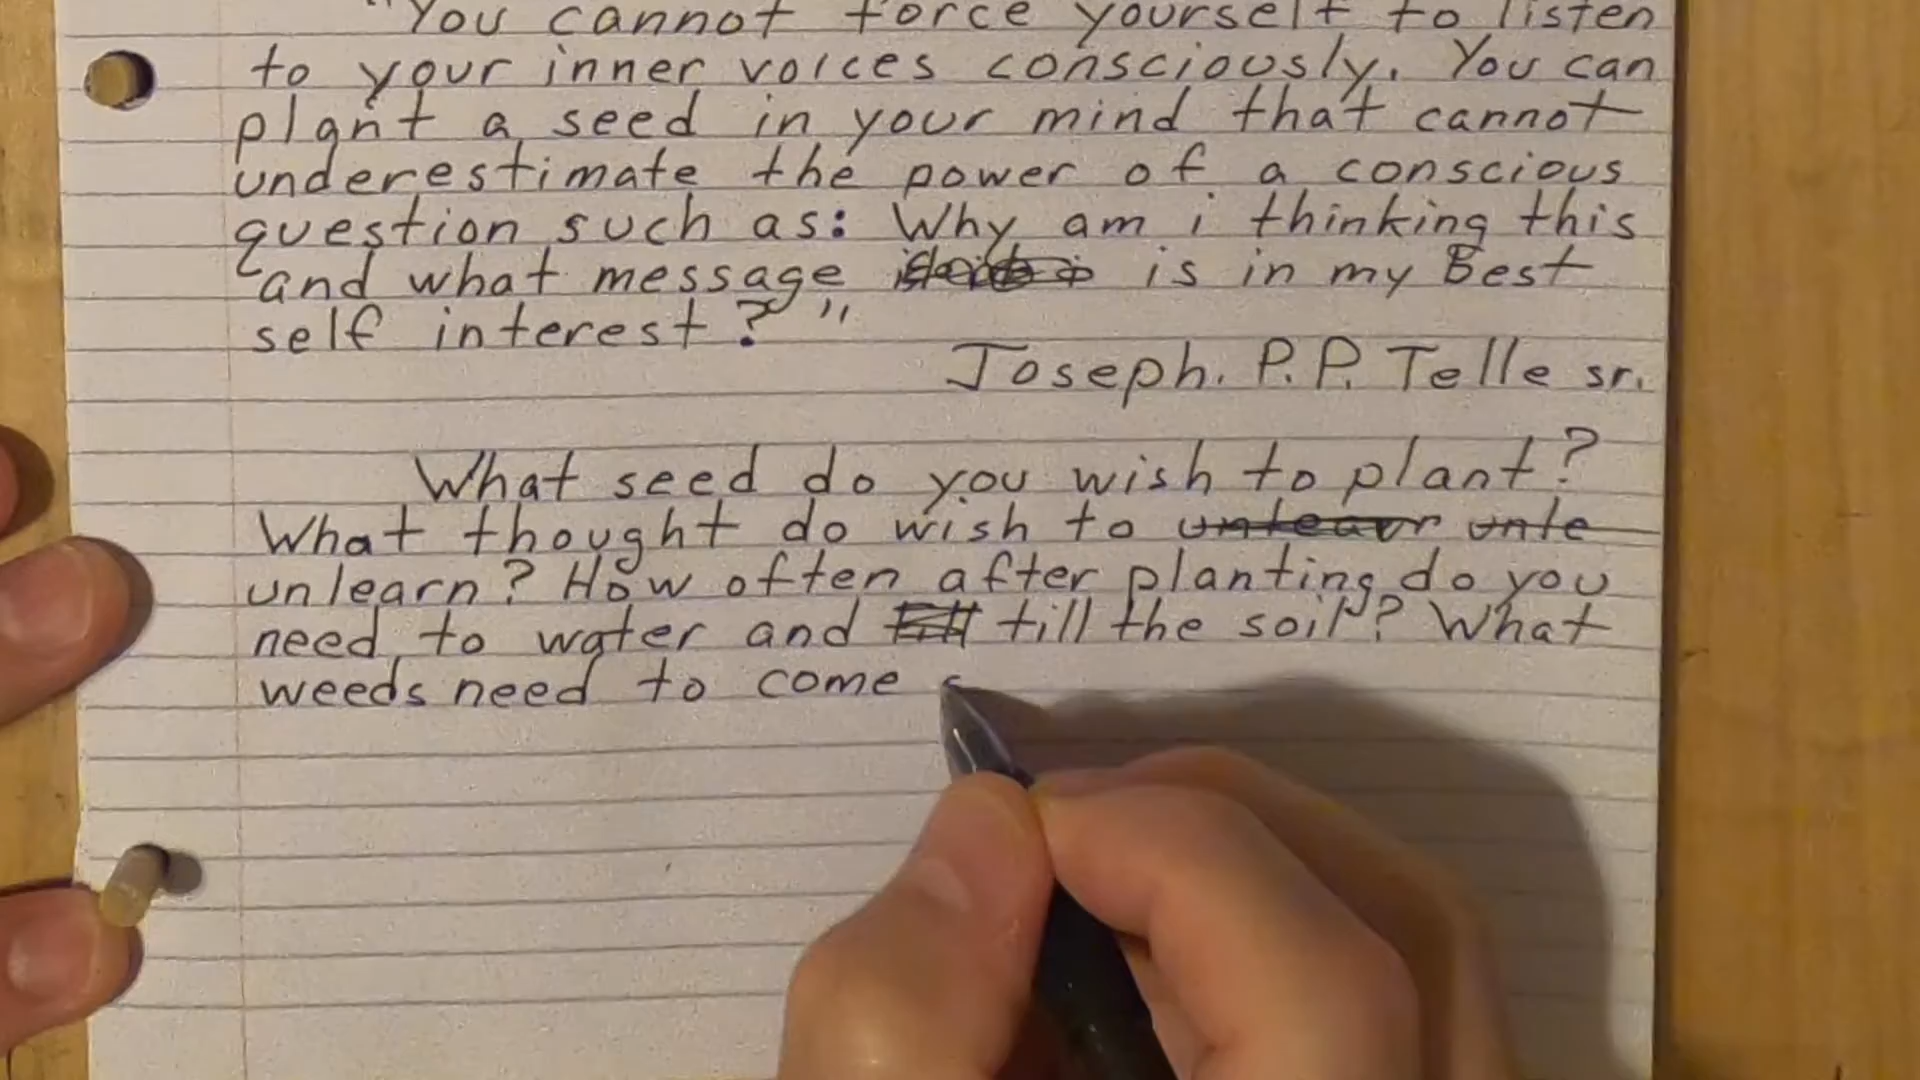 "You cannot force yourself to listen
to your inner voices consciously. You can
plant a seed in your mind that cannot
underestimate the power of a conscious
question such as: Why am i thinking this
and what message is in my Best
self interest?"
Joseph. P.P. Telle sr.
What seed do you wish to plant?
What thought do wish to unlear unle
unlearn? How often after planting do you
need to water and till the soil? What
weeds need to come